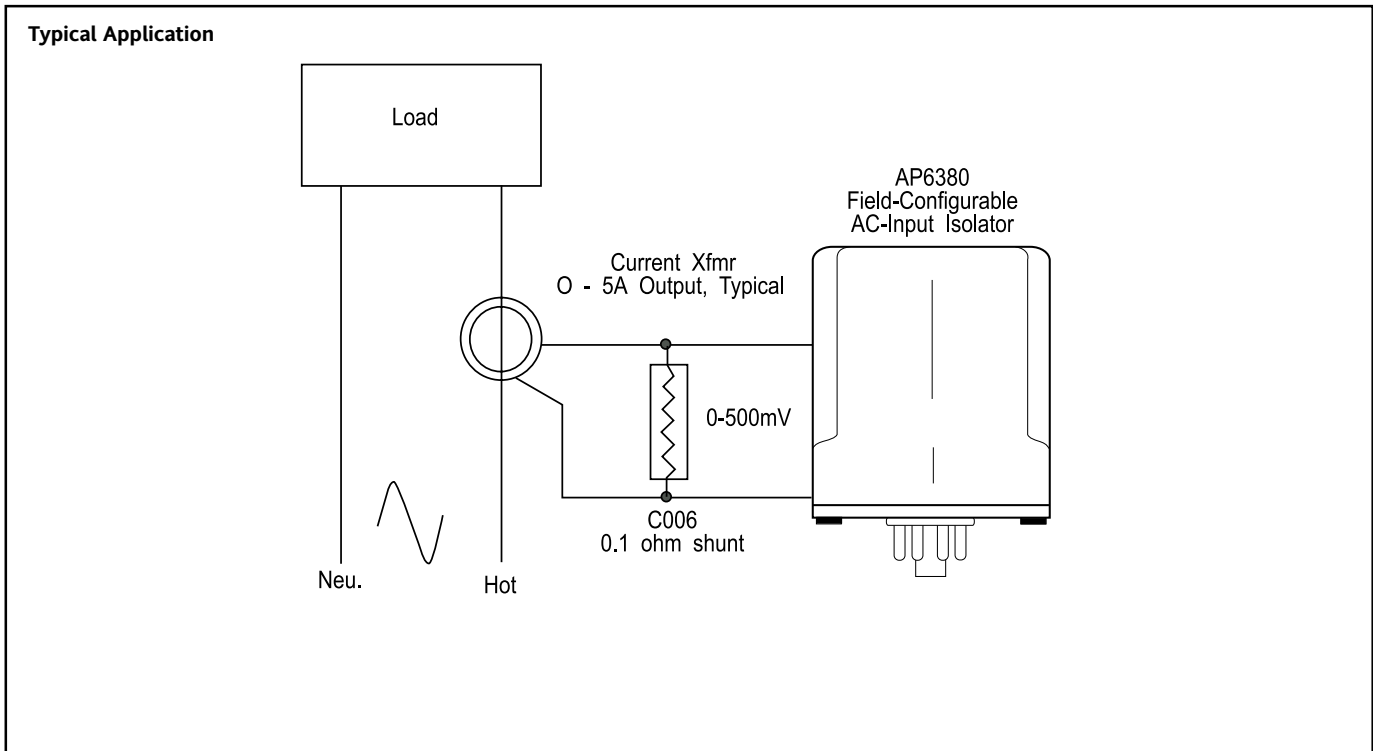 Typical Application
Load
AP6380
Field-Configurable
AC-Input Isolator
Current Xfmr
O - 5A Output, Typical
0-500mV
C006
0.1 ohm shunt
Neu.
Hot